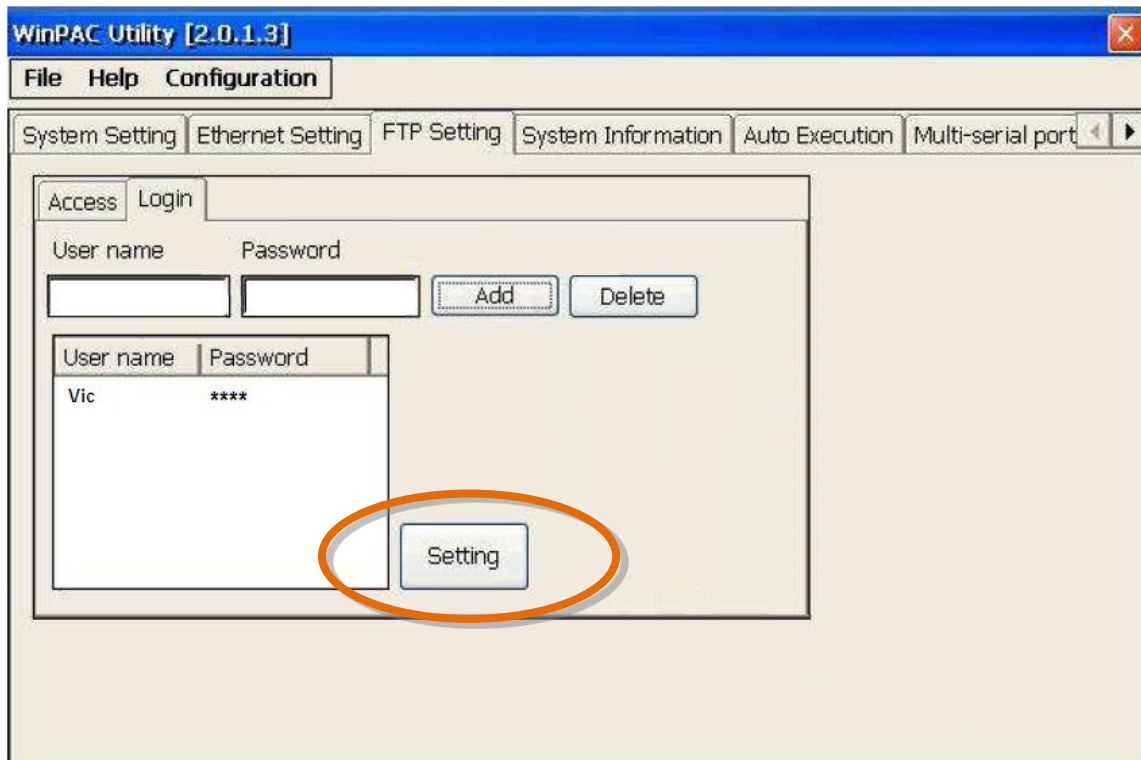 WinPAC Utility [2.0.1.3]
File Help Configuration
System Setting Ethernet Setting FTP Setting System Information Auto Execution Multi-serial port
Access Login
User name Password
Add Delete
User name Password
Vic ****
Setting